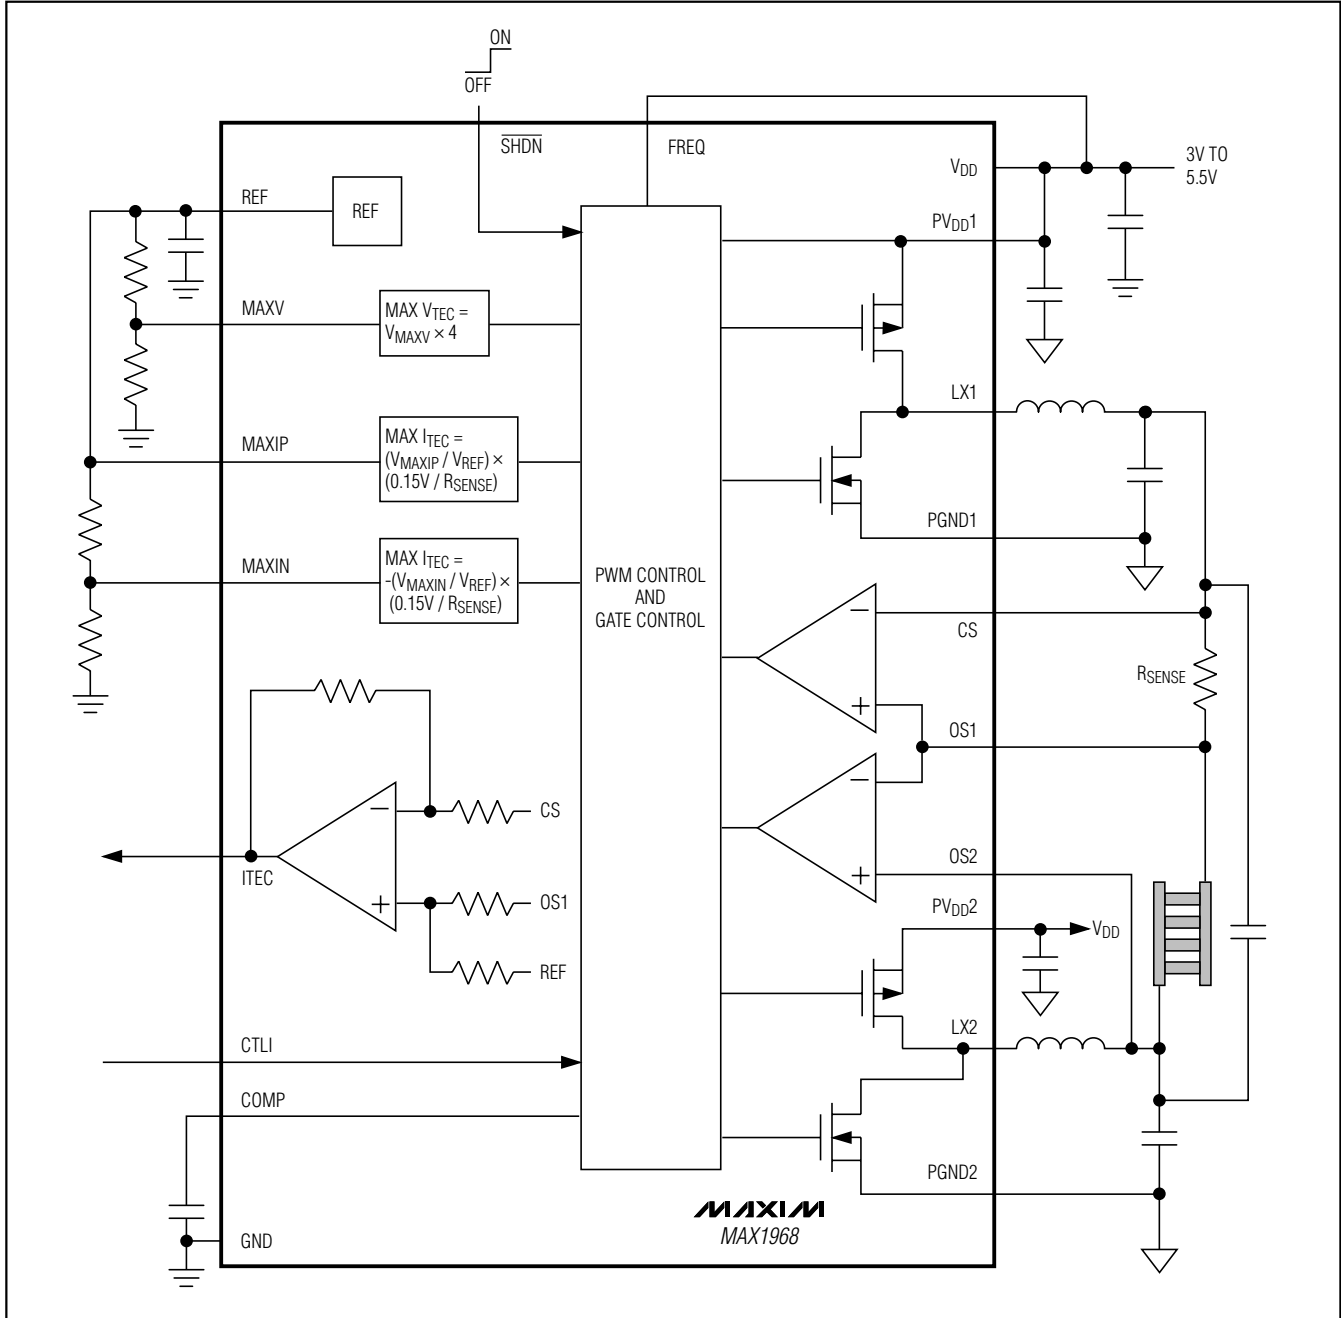 ON
OFF
SHDN
FREQ
VDD
3V TO
5.5V
REF
REF
PVDD1
MAXV
MAX VTEC =
VMAXV × 4
LX1
MAXIP
MAX ITEC =
(VMAXIP / VREF) ×
(0.15V / RSENSE)
PGND1
MAXIN
MAX ITEC =
-(VMAXIN / VREF) ×
(0.15V / RSENSE)
PWM CONTROL
AND
GATE CONTROL
−
CS
RSENSE
+
OS1
−
−
CS
OS2
ITEC
+
+
OS1
PVDD2
VDD
REF
LX2
CTLI
COMP
PGND2
MAXIM
MAX1968
GND